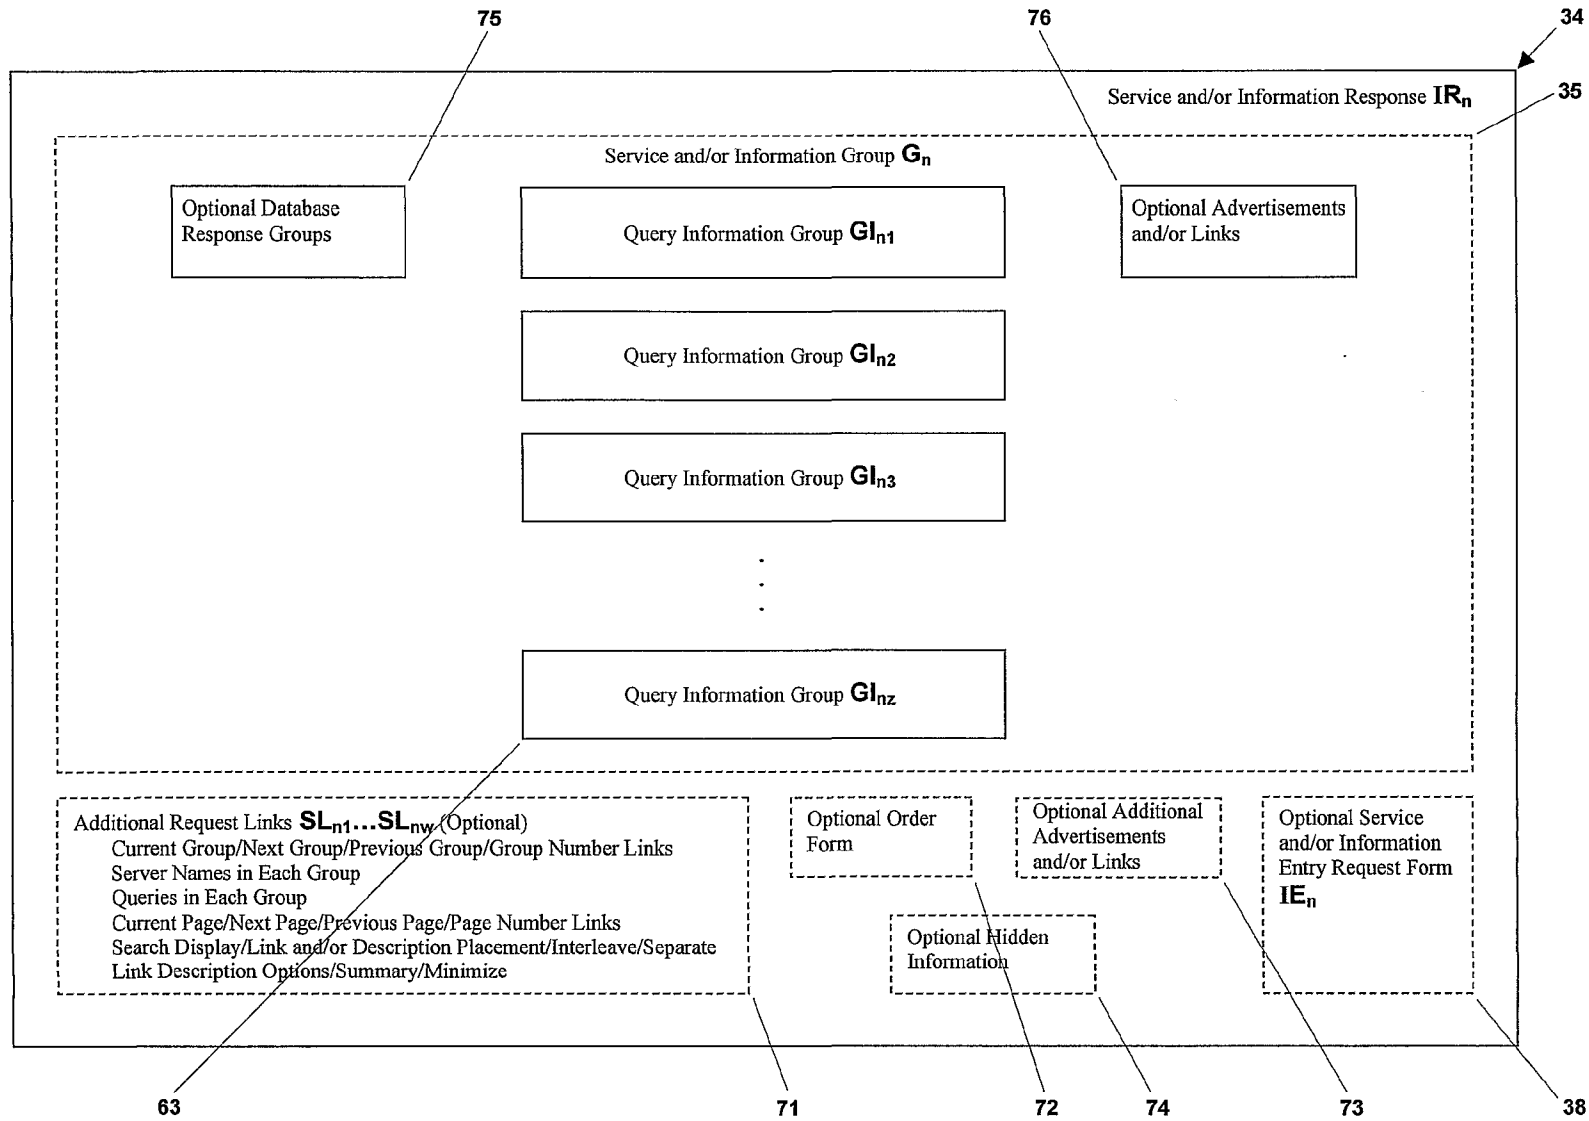 75
76
34
Service and/or Information Response IRn
35
Service and/or Information Group Gn
Optional Database
Response Groups
Query Information Group GIn1
Optional Advertisements
and/or Links
Query Information Group GIn2
Query Information Group GIn3
.
.
.
Query Information Group GInz
Additional Request Links SLn1...SLnw (Optional)
Current Group/Next Group/Previous Group/Group Number Links
Server Names in Each Group
Queries in Each Group
Current Page/Next Page/Previous Page/Page Number Links
Search Display/Link and/or Description Placement/Interleave/Separate
Link Description Options/Summary/Minimize
Optional Order
Form
Optional Additional
Advertisements
and/or Links
Optional Service
and/or Information
Entry Request Form
IEn
Optional Hidden
Information
63
71
72
74
73
38